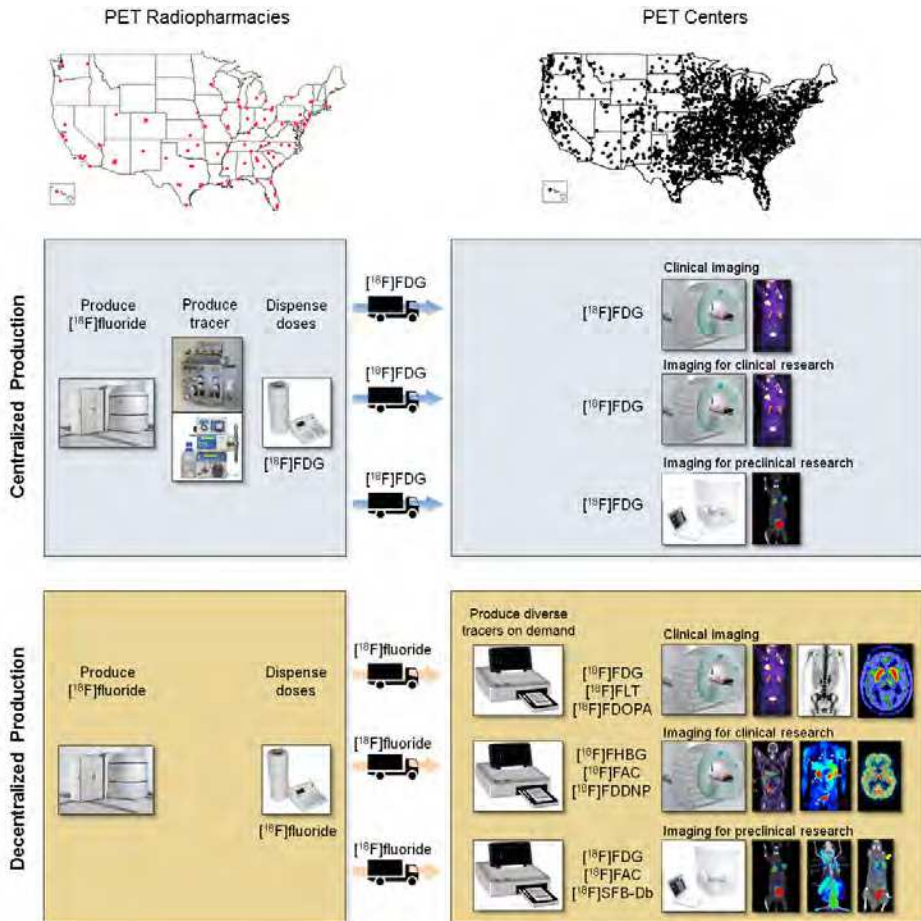 PET Radiopharmacies
PET Centers
Centralized Production
Produce
[¹⁸F]fluoride
Produce
tracer
Dispense
doses
[¹⁸F]FDG
[¹⁸F]FDG
[¹⁸F]FDG
[¹⁸F]FDG
Clinical imaging
[¹⁸F]FDG
Imaging for clinical research
[¹⁸F]FDG
Imaging for preclinical research
[¹⁸F]FDG
Decentralized Production
Produce
[¹⁸F]fluoride
Dispense
doses
[¹⁸F]fluoride
[¹⁸F]fluoride
[¹⁸F]fluoride
[¹⁸F]fluoride
Produce diverse
tracers on demand
Clinical imaging
[¹⁸F]FDG
[¹⁸F]FLT
[¹⁸F]FDOPA
Imaging for clinical research
[¹⁸F]FHBG
[¹⁸F]FAC
[¹⁸F]FDDNP
Imaging for preclinical research
[¹⁸F]FDG
[¹⁸F]FAC
[¹⁸F]SFB-Db